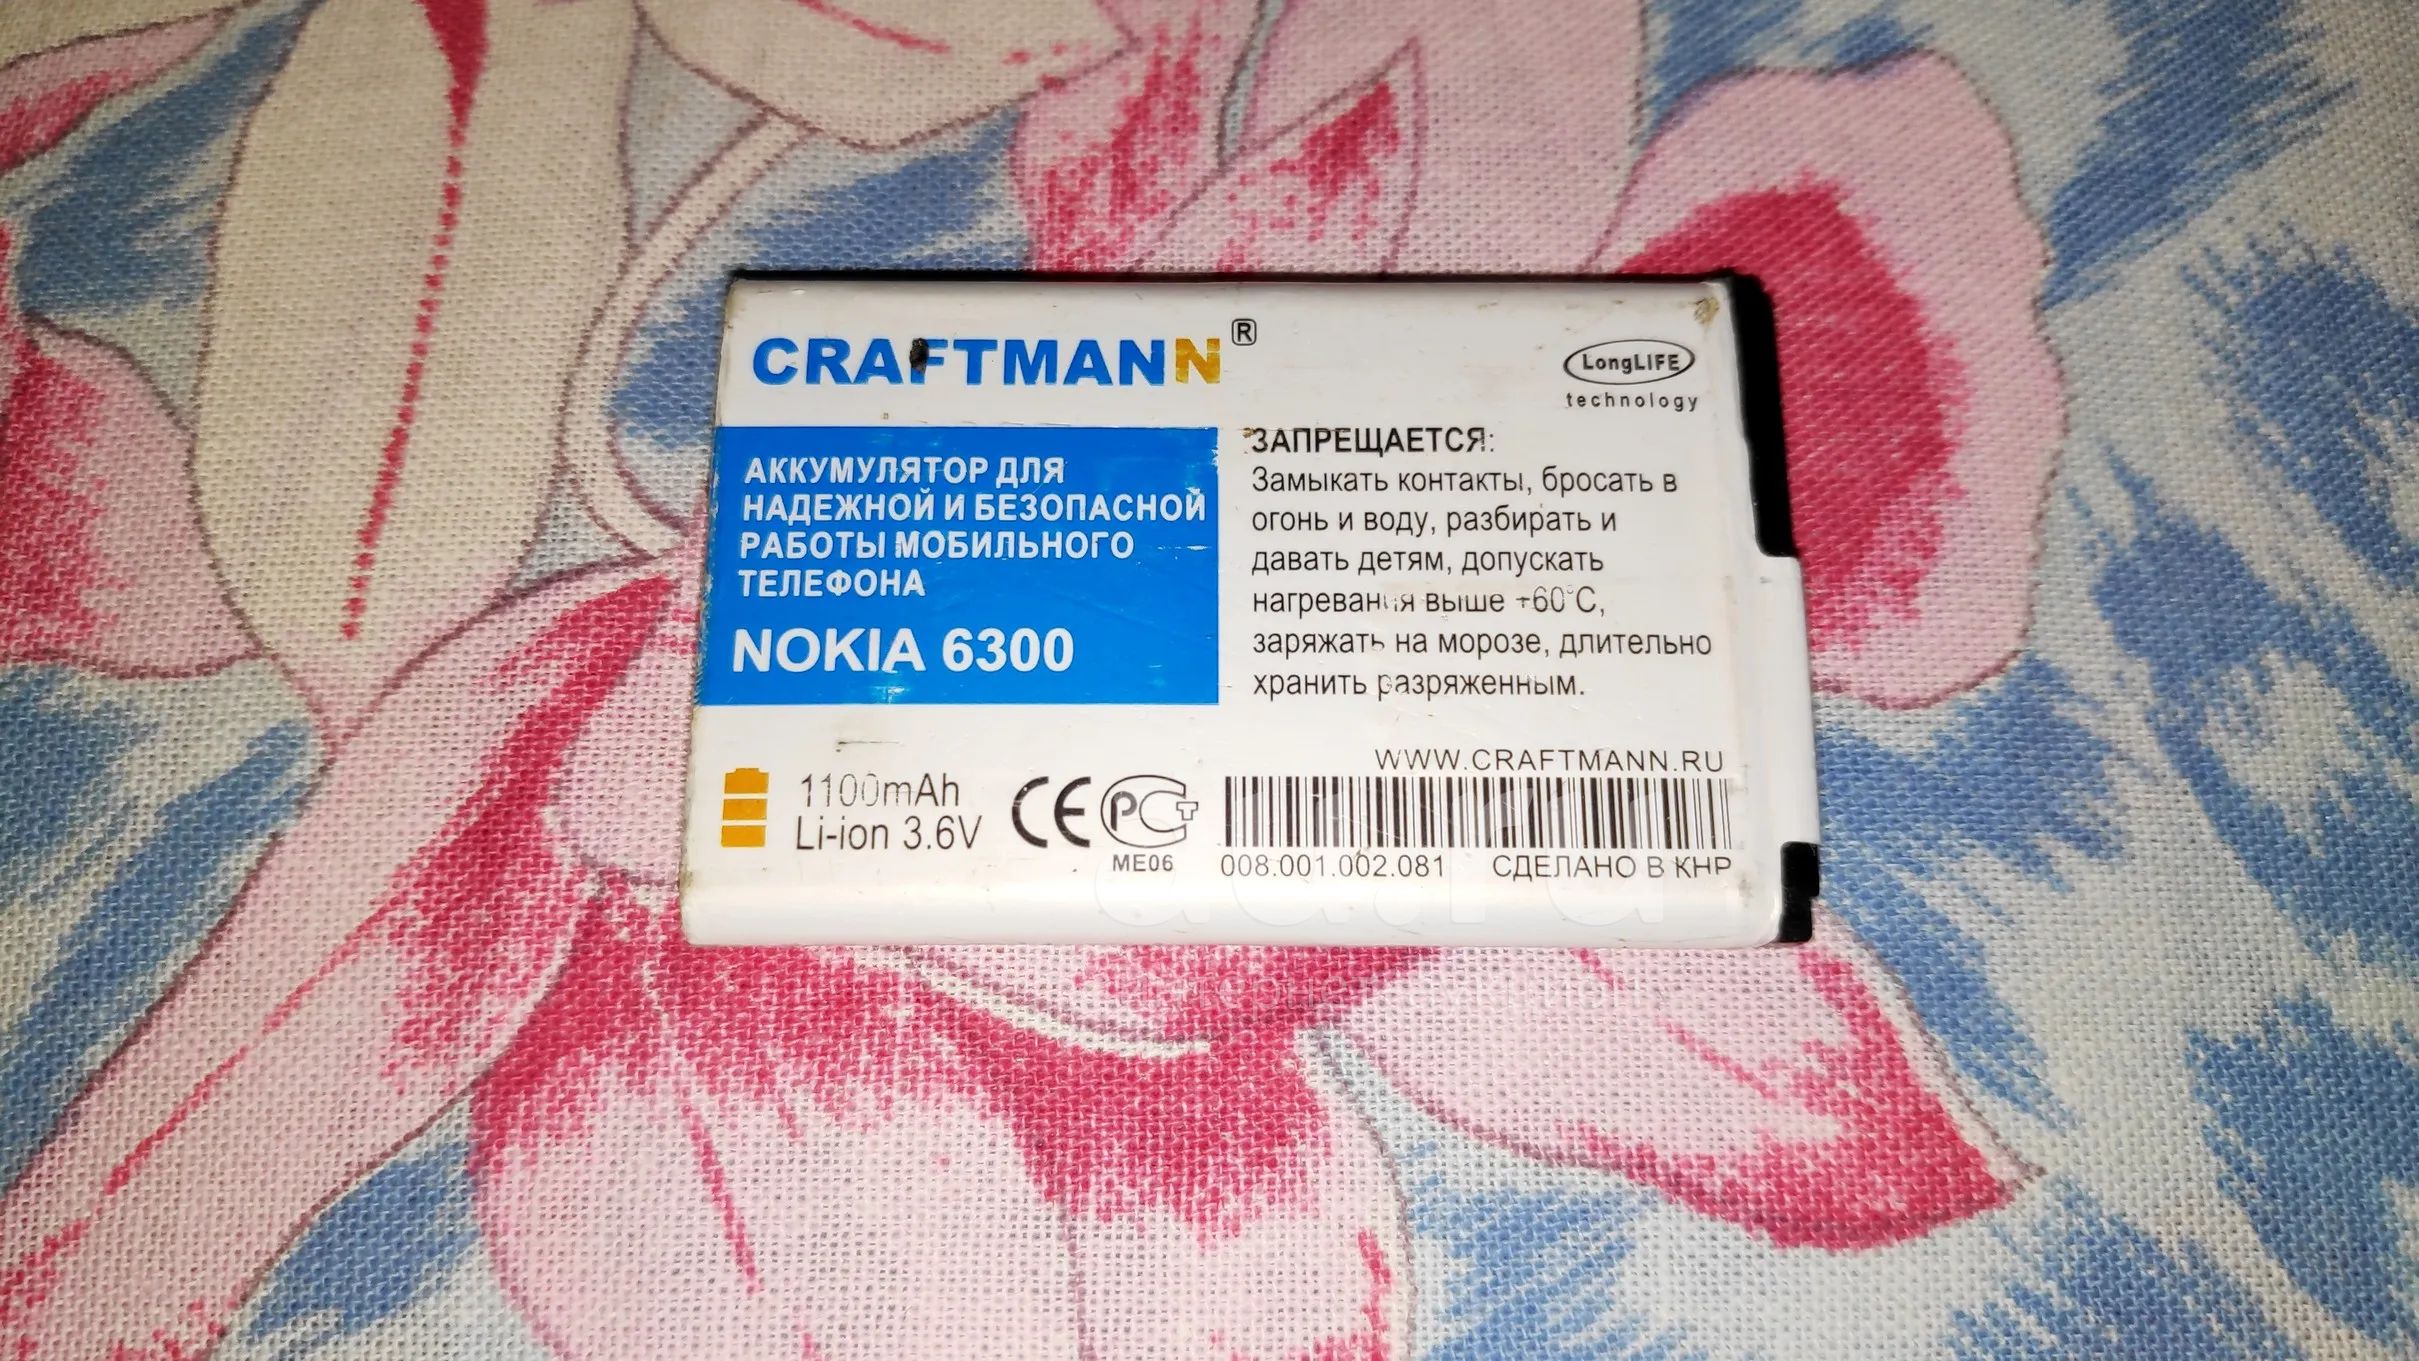 CRAFTMANN®
LongLIFE
technology
АККУМУЛЯТОР ДЛЯ
НАДЕЖНОЙ И БЕЗОПАСНОЙ
РАБОТЫ МОБИЛЬНОГО
ТЕЛЕФОНА
NOKIA 6300
ЗАПРЕЩАЕТСЯ:
Замыкать контакты, бросать в
огонь и воду, разбирать и
давать детям, допускать
нагревания выше +60°C,
заряжать на морозе, длительно
хранить разряженным.
WWW.CRAFTMANN.RU
1100mAh
Li-ion 3.6V
CE
РСТ
ME06
008.001.002.081 СДЕЛАНО В КНР